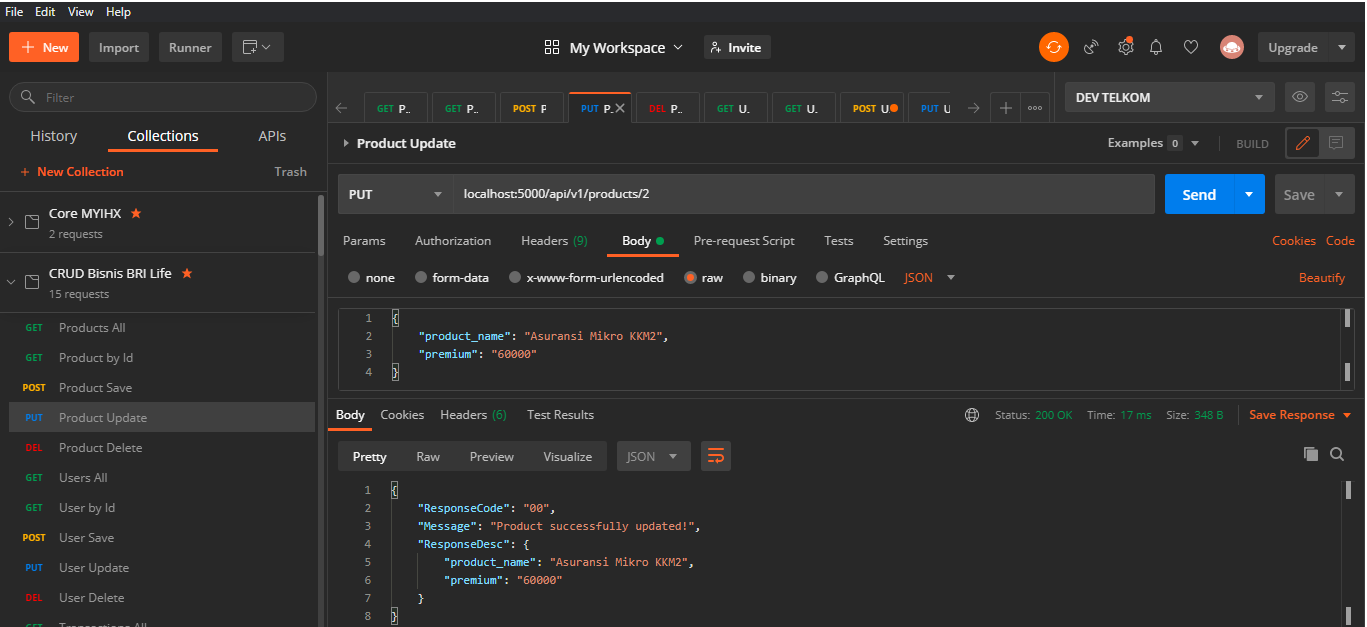 File Edit View Help
New Import Runner My Workspace Invite Upgrade
Filter
History Collections APIs
New Collection Trash
Core MYIHX
2 requests
CRUD Bisnis BRI Life
15 requests
GET Products All
GET Product by Id
POST Product Save
PUT Product Update
DEL Product Delete
GET Users All
GET User by Id
POST User Save
PUT User Update
DEL User Delete
GET Transactions All
GET P.. GET P.. POST P PUT P.. DEL P.. GET U. GET U. POST U PUT U
DEV TELKOM
Product Update Examples 0 BUILD
PUT localhost:5000/api/v1/products/2 Send Save
Params Authorization Headers (9) Body Pre-request Script Tests Settings Cookies Code
none form-data x-www-form-urlencoded raw binary GraphQL JSON Beautify
1 {
2 "product_name": "Asuransi Mikro KKM2",
3 "premium": "60000"
4 }
Body Cookies Headers (6) Test Results Status: 200 OK Time: 17 ms Size: 348 B Save Response
Pretty Raw Preview Visualize JSON
1 {
2 "ResponseCode": "00",
3 "Message": "Product successfully updated!",
4 "ResponseDesc": {
5 "product_name": "Asuransi Mikro KKM2",
6 "premium": "60000"
7 }
8 }